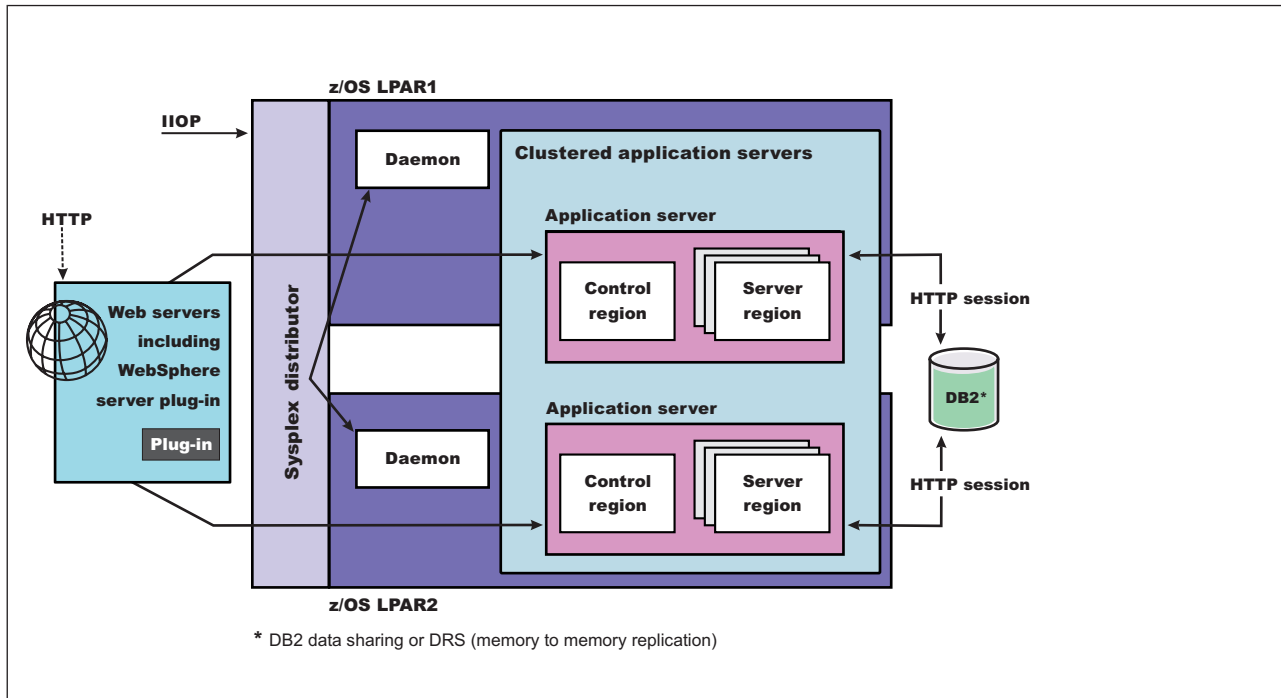 z/OS LPAR1
IIOP
Daemon
Clustered application servers
HTTP
Application server
Control
region
Server
region
HTTP session
Web servers
including
WebSphere
server plug-in
Plug-in
Sysplex distributor
DB2*
Application server
Daemon
Control
region
Server
region
HTTP session
z/OS LPAR2
* DB2 data sharing or DRS (memory to memory replication)